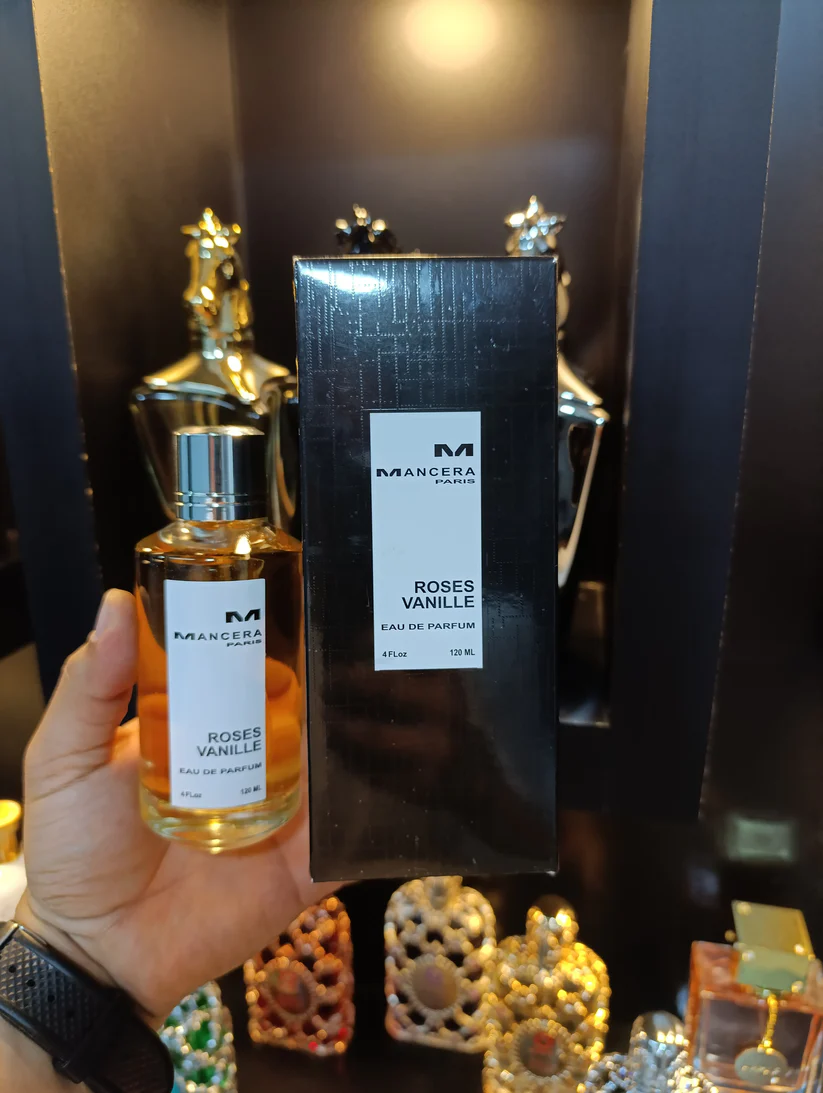 M
MANCERA
PARIS
ROSES
VANILLE
EAU DE PARFUM
4 FLoz 120 ML
M
MANCERA
PARIS
ROSES
VANILLE
EAU DE PARFUM
4 FLoz 120 ML